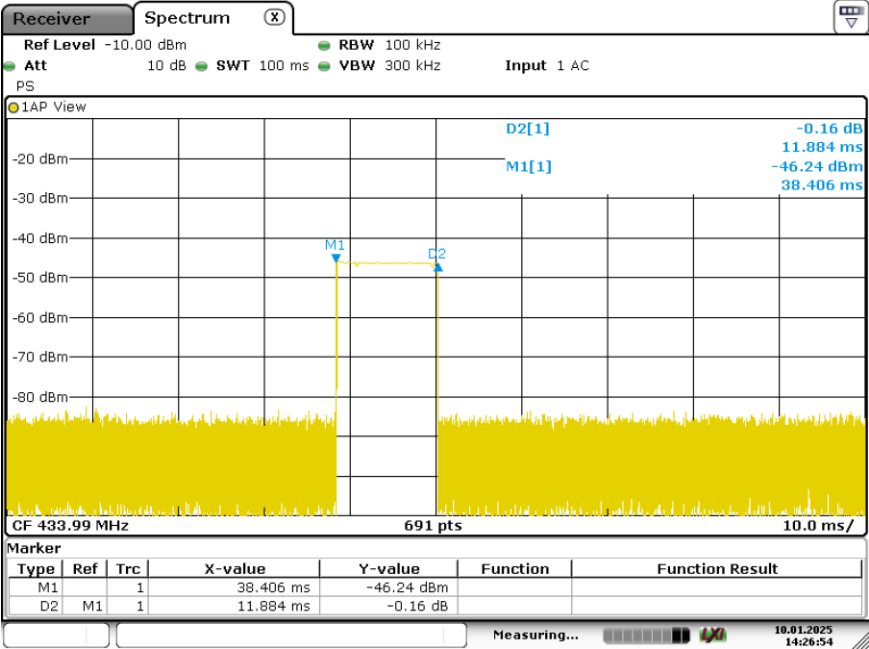 Receiver Spectrum X
Ref Level -10.00 dBm RBW 100 kHz
Att 10 dB SWT 100 ms VBW 300 kHz Input 1 AC
PS
1AP View
D2[1] -0.16 dB
11.884 ms
M1[1] -46.24 dBm
38.406 ms
-20 dBm
-30 dBm
-40 dBm
M1
D2
-50 dBm
-60 dBm
-70 dBm
-80 dBm
CF 433.99 MHz 691 pts 10.0 ms/
Marker
Type Ref Trc X-value Y-value Function Function Result
M1 1 38.406 ms -46.24 dBm
D2 M1 1 11.884 ms -0.16 dB
Measuring... LXI 10.01.2025
14:26:54